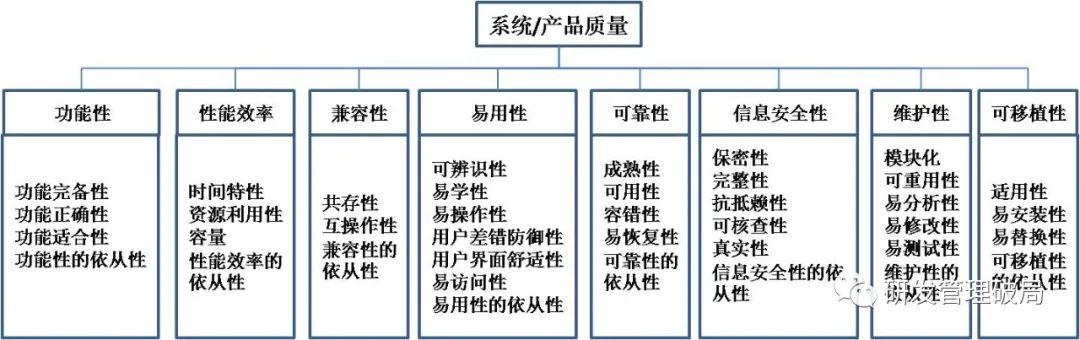 系统/产品质量
功能性
功能完备性
功能正确性
功能适合性
功能性的依从性
性能效率
时间特性
资源利用性
容量
性能效率的
依从性
兼容性
共存性
互操作性
兼容性的
依从性
易用性
可辨识性
易学性
易操作性
用户差错防御性
用户界面舒适性
易访问性
易用性的依从性
可靠性
成熟性
可用性
容错性
易恢复性
可靠性的
依从性
信息安全性
保密性
完整性
抗抵赖性
可核查性
真实性
信息安全性的依
从性
维护性
模块化
可重用性
易分析性
易修改性
易测试性
维护性的
依从性
可移植性
适用性
易安装性
易替换性
可移植性
的依从性
研发管理破局